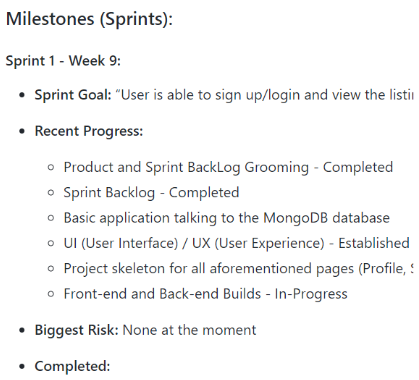 Milestones (Sprints):
Sprint 1 - Week 9:
Sprint Goal: “User is able to sign up/login and view the
Recent Progress:
Product and Sprint BackLog Grooming - Completed
Sprint Backlog - Completed
Basic application talking to the MongoDB database
UI (User Interface) / UX (User Experience) - Established
Project skeleton for all aforementioned pages (Profile,
Front-end and Back-end Builds - In-Progress
Biggest Risk: None at the moment
Completed: